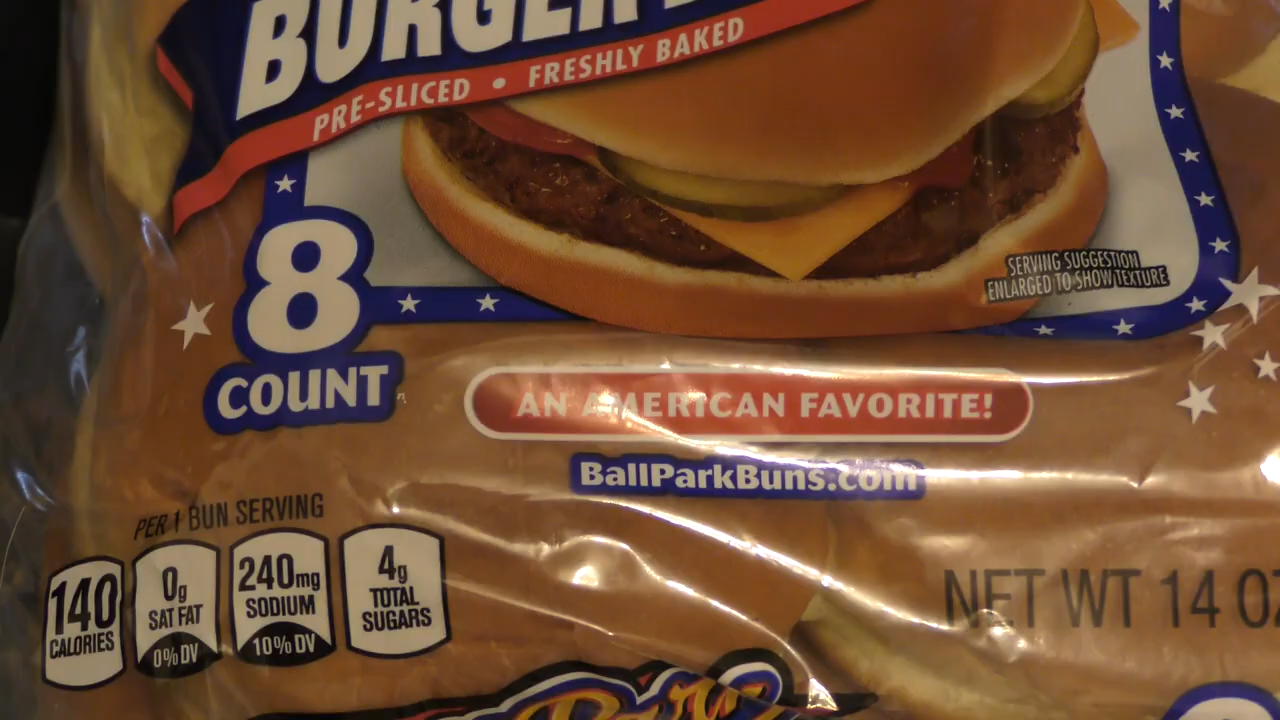 BURGER
PRE-SLICED • FRESHLY BAKED
8
COUNT
SERVING SUGGESTION
ENLARGED TO SHOW TEXTURE
AN AMERICAN FAVORITE!
BallParkBuns.com
PER 1 BUN SERVING
140
CALORIES
0g
SAT FAT
0% DV
240mg
SODIUM
10% DV
4g
TOTAL
SUGARS
NET WT 14 OZ